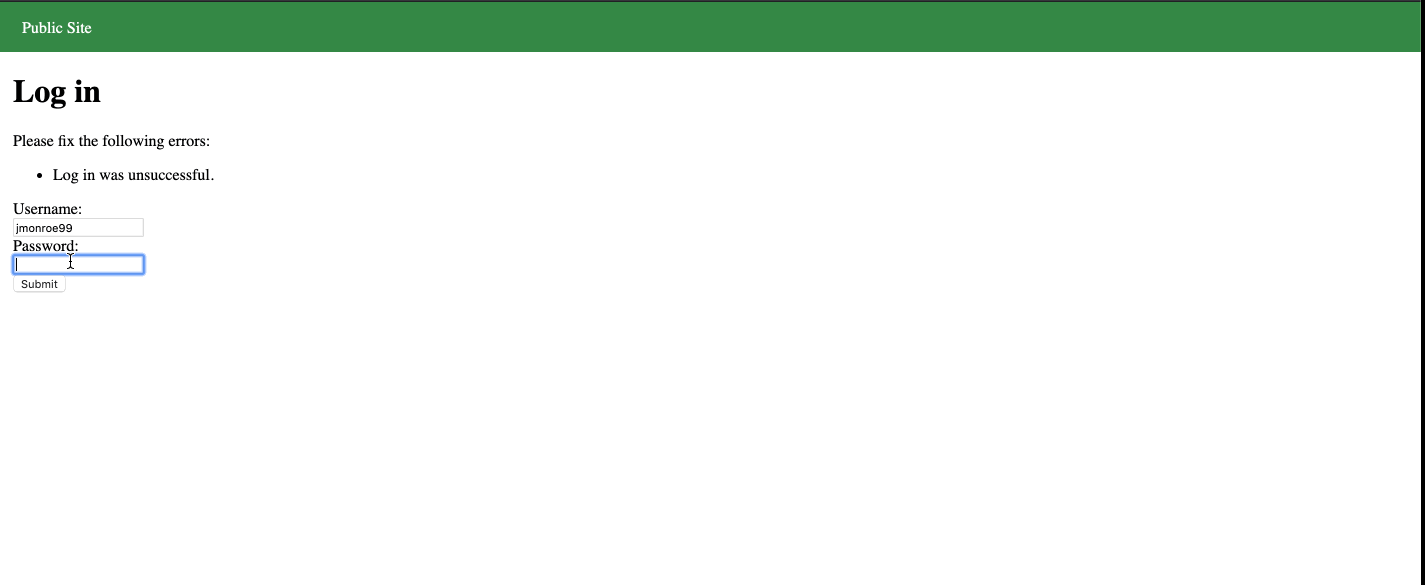 Public Site
Log in
Please fix the following errors:
Log in was unsuccessful.
Username:
jmonroe99
Password:
Submit